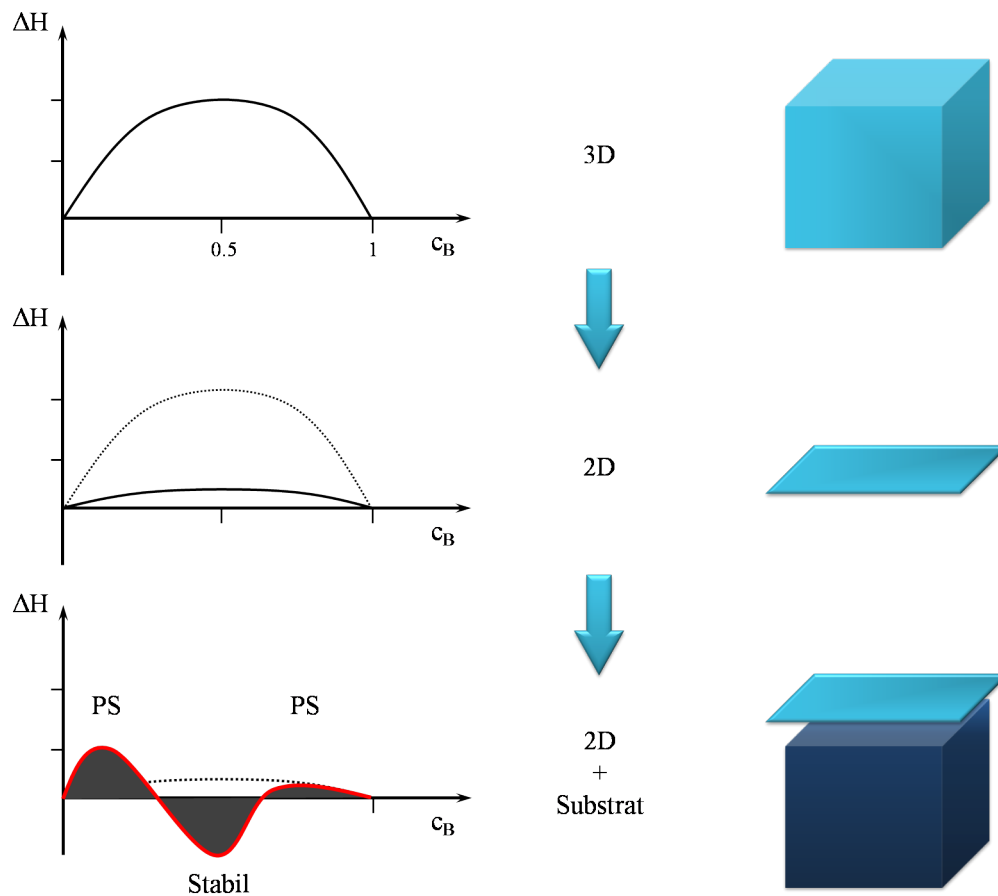 ΔH
3D
0.5
1
c_B
ΔH
2D
c_B
ΔH
PS
PS
2D
+
Substrat
c_B
Stabil